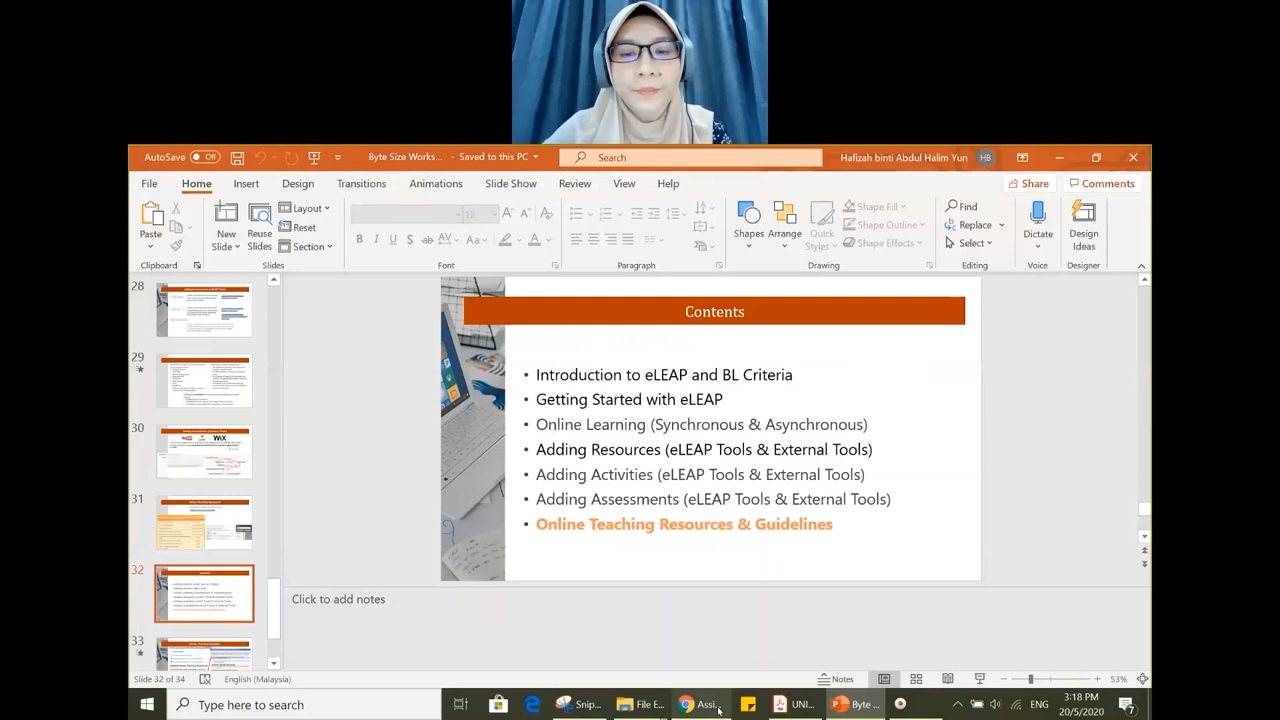 AutoSave Off Byte Size Works... - Saved to this PC Search Hafizah binti Abdul Halim Yun HB
File Home Insert Design Transitions Animations Slide Show Review View Help Share Comments
Paste
New Slide
Reuse Slides
Layout
Reset
Section
13
B I U S ab AV Aa A
Shapes
Arrange
Quick Styles
Shape Fill
Shape Outline
Shape Effects
Find
Replace
Select
Dictate
Design Ideas
Clipboard Slides Font Paragraph Drawing Editing Voice Designer
28
29
30
WiX
31
32
33
Contents
• Introduction to eLEAP and BL Criteria
• Getting Started with eLEAP
• Online Learning (Synchronous & Asynchronous)
• Adding Resources (eLEAP Tools & External Tools)
• Adding Activities (eLEAP Tools & External Tools)
• Adding Assessments (eLEAP Tools & External Tools)
• Online Teaching Resources & Guidelines
Click to add notes
Slide 32 of 34 English (Malaysia) Notes 53%
Type here to search Snip... File E... Assi... UNI... Byte ... ENG 3:18 PM
20/5/2020 7